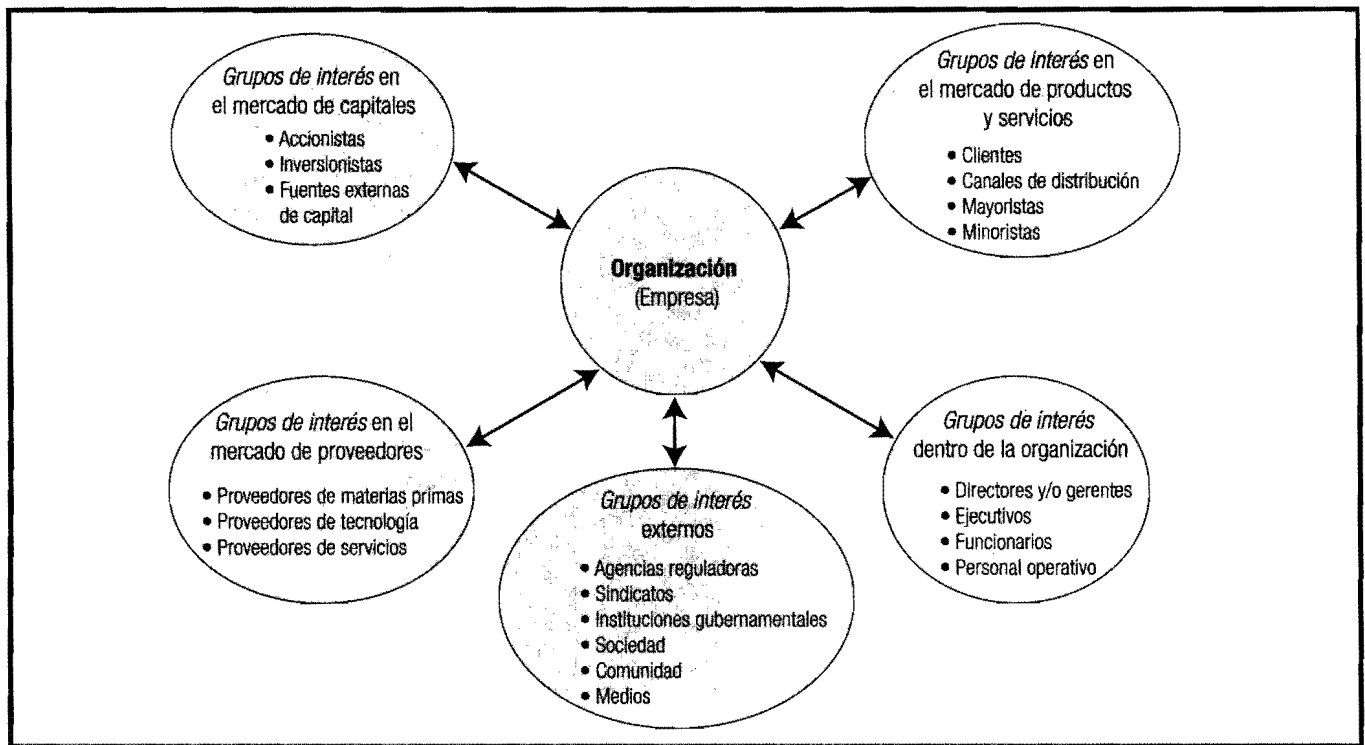 Grupos de interés en
el mercado de capitales
• Accionistas
• Inversionistas
• Fuentes externas
de capital
Grupos de interés en
el mercado de productos
y servicios
• Clientes
• Canales de distribución
• Mayoristas
• Minoristas
Organización
(Empresa)
Grupos de interés en el
mercado de proveedores
• Proveedores de materias primas
• Proveedores de tecnología
• Proveedores de servicios
Grupos de interés
externos
• Agencias reguladoras
• Sindicatos
• Instituciones gubernamentales
• Sociedad
• Comunidad
• Medios
Grupos de interés
dentro de la organización
• Directores y/o gerentes
• Ejecutivos
• Funcionarios
• Personal operativo